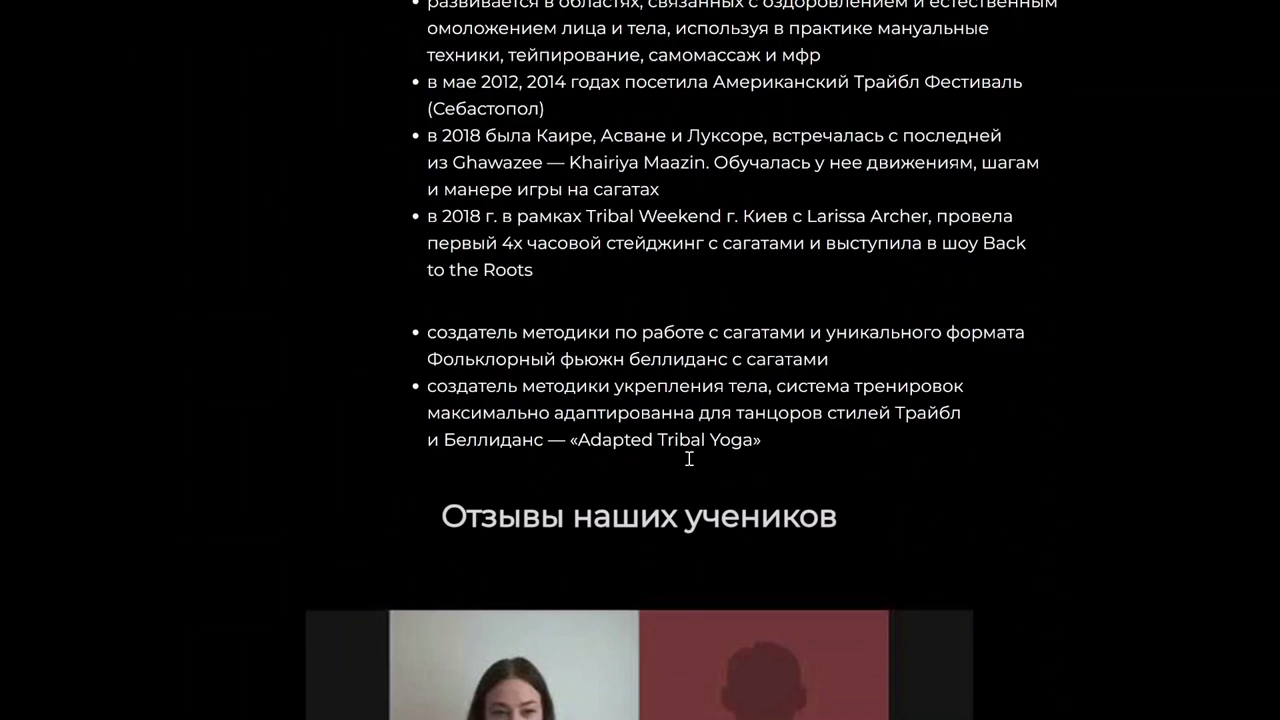 развивается в областях, связанных с оздоровлением и естественным
омоложением лица и тела, используя в практике мануальные
техники, тейпирование, самомассаж и мфр
• в мае 2012, 2014 годах посетила Американский Трайбл Фестиваль
(Себастопол)
• в 2018 была Каире, Асване и Луксоре, встречалась с последней
из Ghawazee — Khairiya Maazin. Обучалась у нее движениям, шагам
и манере игры на сагатах
• в 2018 г. в рамках Tribal Weekend г. Киев с Larissa Archer, провела
первый 4х часовой стейджинг с сагатами и выступила в шоу Back
to the Roots
• создатель методики по работе с сагатами и уникального формата
Фольклорный фьюжн беллиданс с сагатами
• создатель методики укрепления тела, система тренировок
максимально адаптированна для танцоров стилей Трайбл
и Беллиданс — «Adapted Tribal Yoga»
Отзывы наших учеников